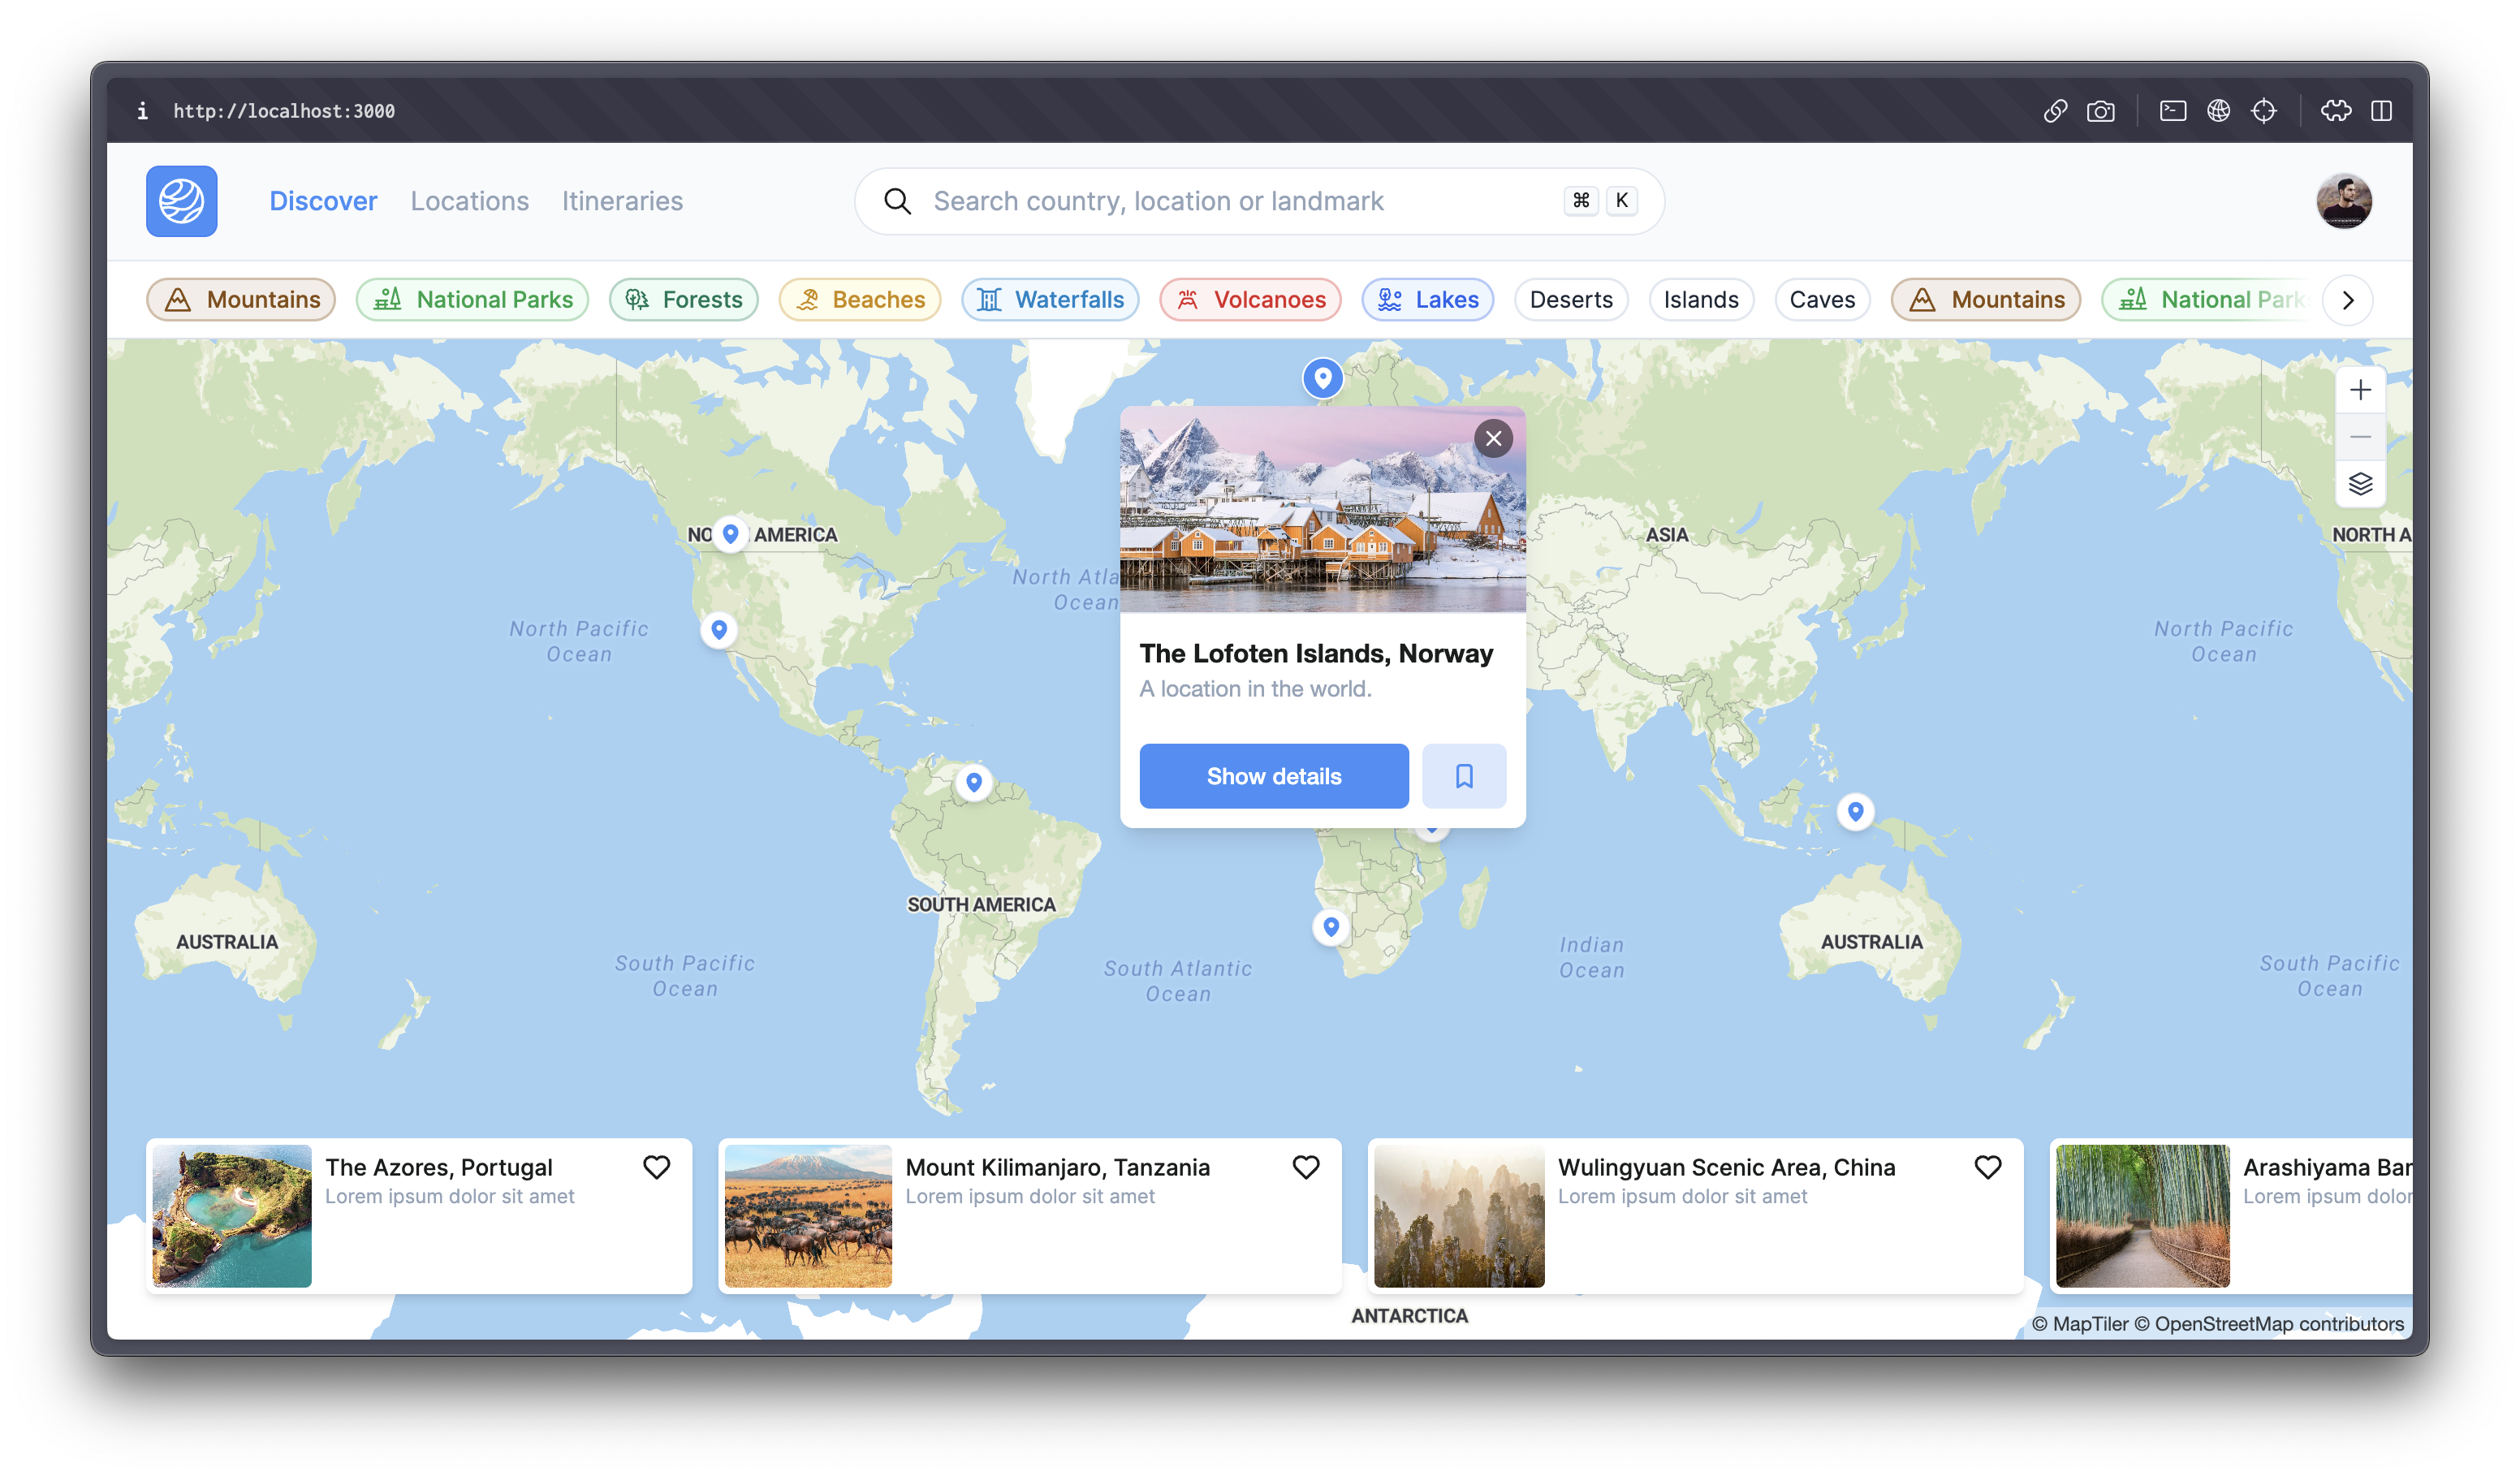 http://localhost:3000
Discover Locations Itineraries
Search country, location or landmark
⌘ K
Mountains National Parks Forests Beaches Waterfalls Volcanoes Lakes Deserts Islands Caves Mountains National Park
NO AMERICA
ASIA
NORTH A
North Atla
Ocean
North Pacific
Ocean
North Pacific
Ocean
The Lofoten Islands, Norway
A location in the world.
Show details
SOUTH AMERICA
AUSTRALIA
AUSTRALIA
South Pacific
Ocean
South Atlantic
Ocean
Indian
Ocean
South Pacific
Ocean
The Azores, Portugal
Lorem ipsum dolor sit amet
Mount Kilimanjaro, Tanzania
Lorem ipsum dolor sit amet
Wulingyuan Scenic Area, China
Lorem ipsum dolor sit amet
Arashiyama Bar
Lorem ipsum dolor
ANTARCTICA
© MapTiler © OpenStreetMap contributors